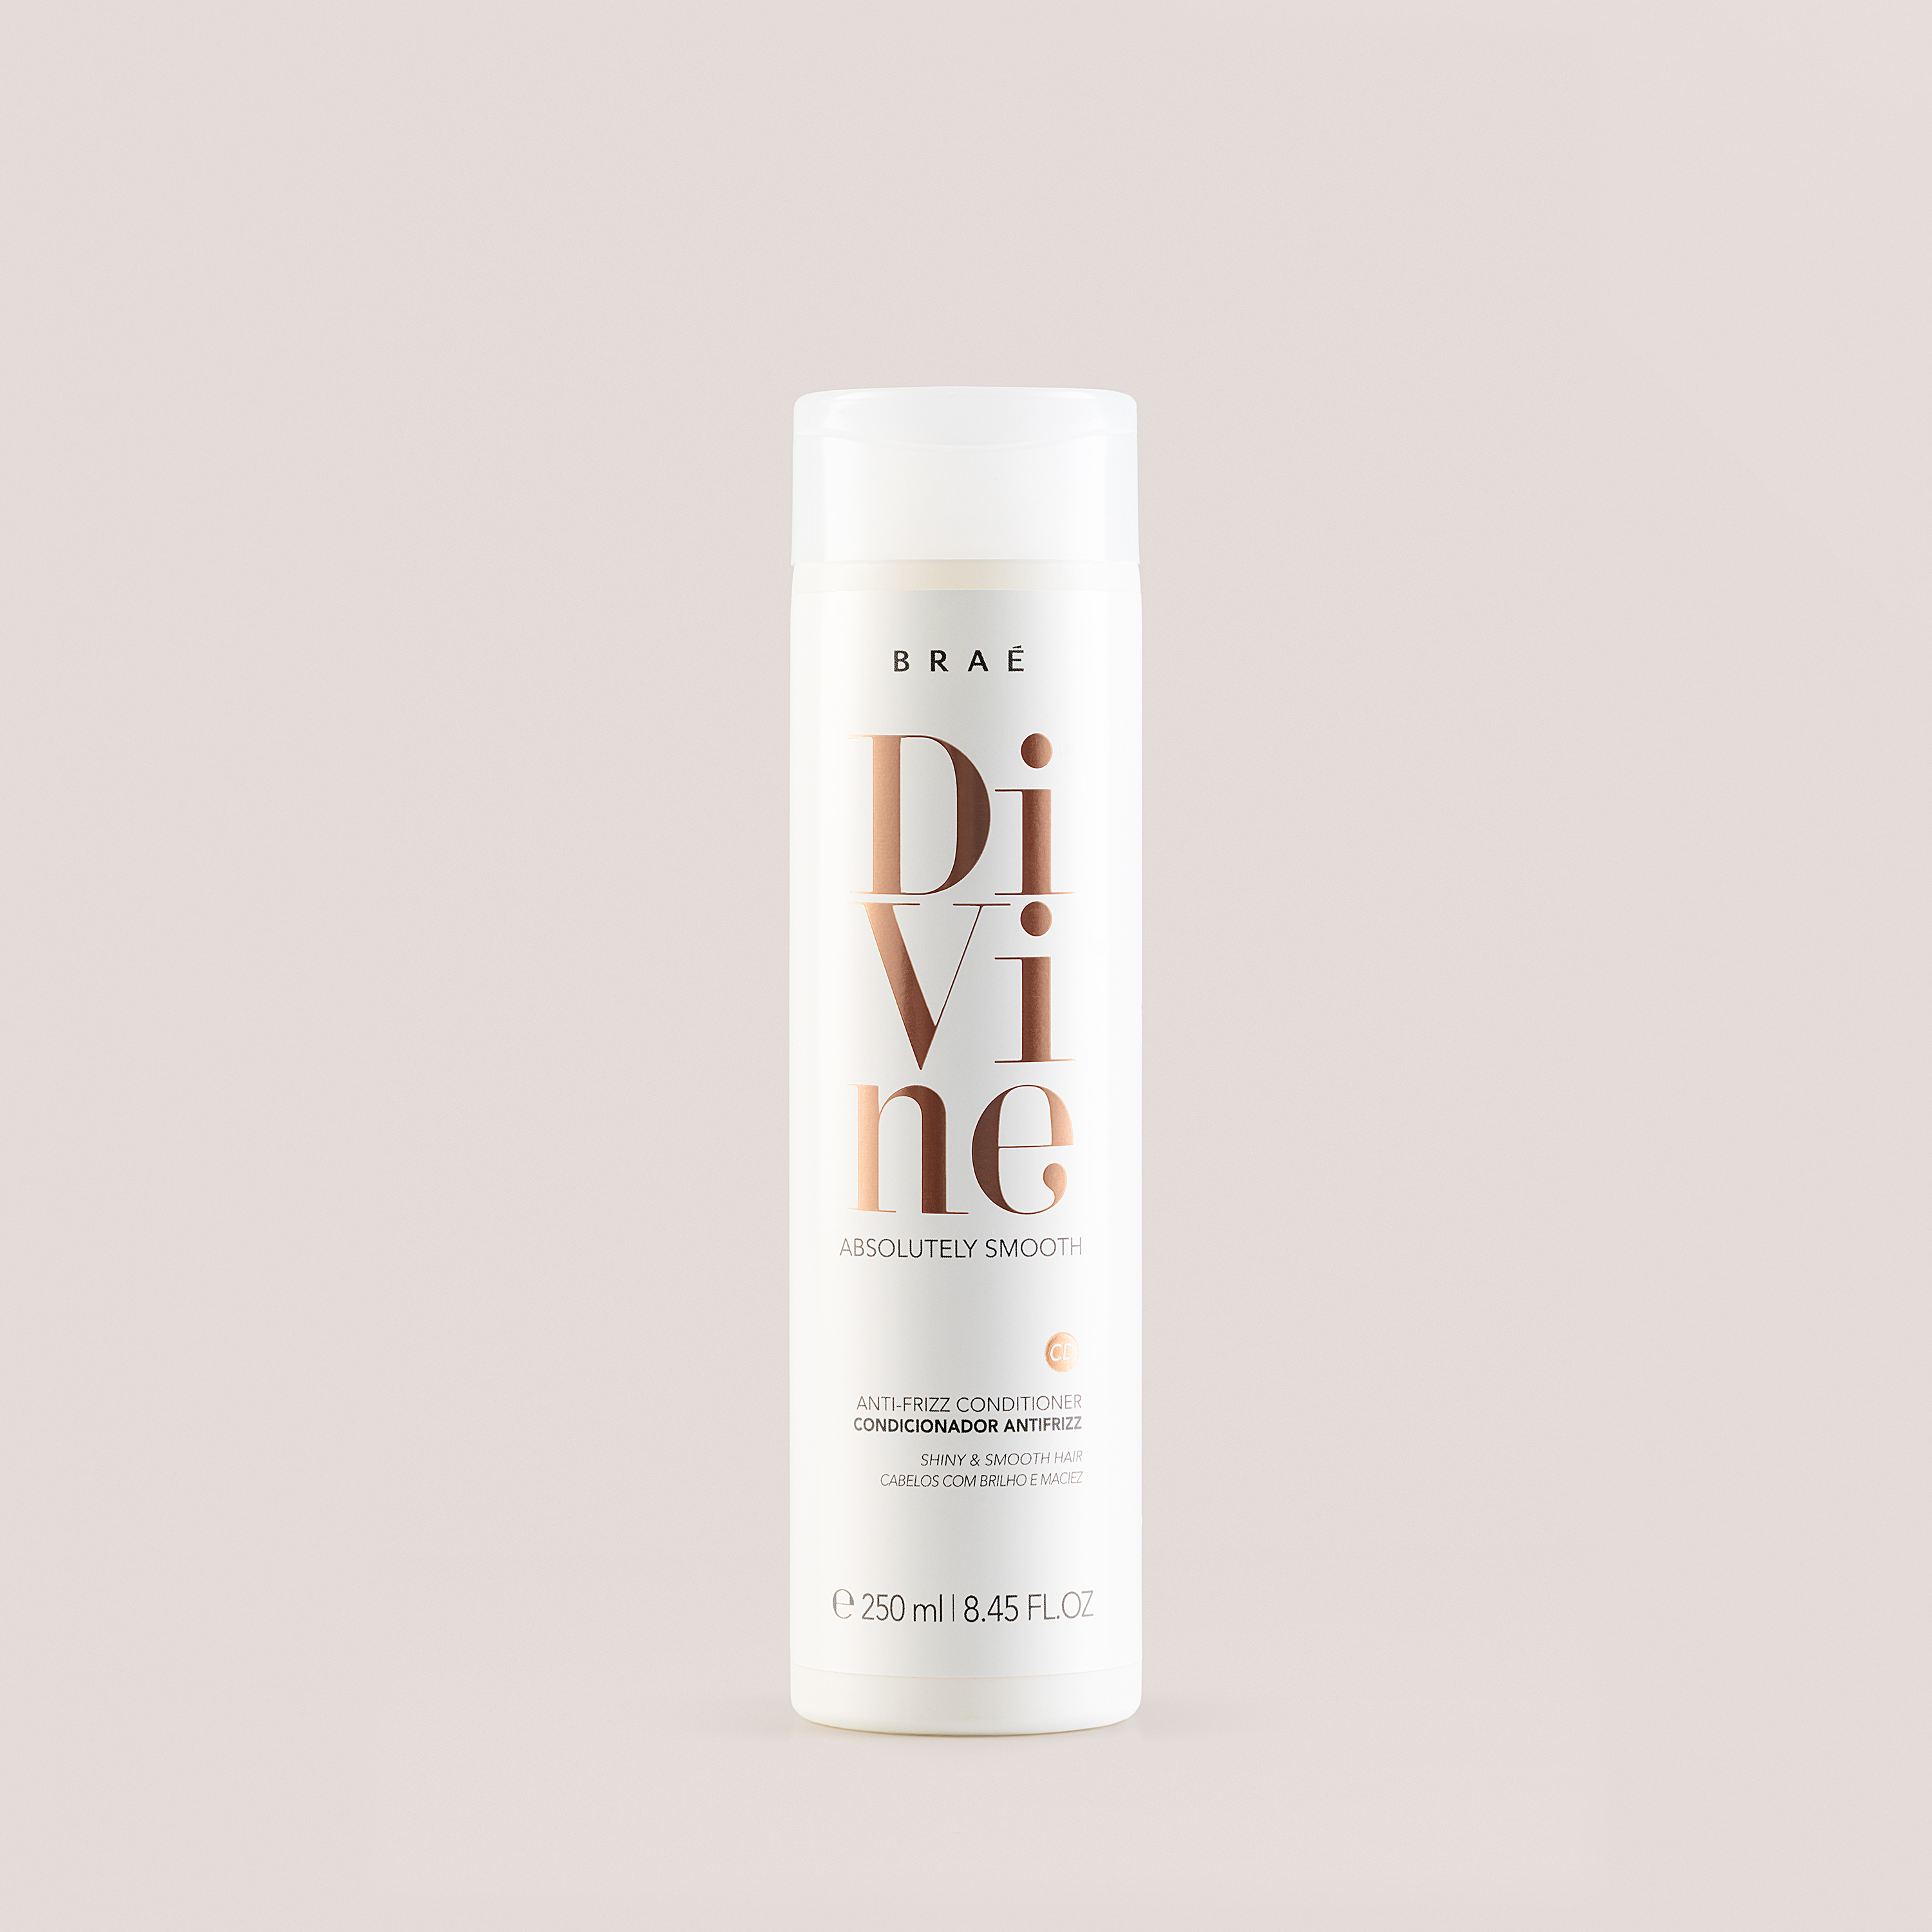 BRAÉ
Di
Vi
ne
ABSOLUTELY SMOOTH
CD
ANTI-FRIZZ CONDITIONER
CONDICIONADOR ANTIFRIZZ
SHINY & SMOOTH HAIR
CABELOS COM BRILHO E MACIEZ
℮ 250 ml | 8.45 FL.OZ